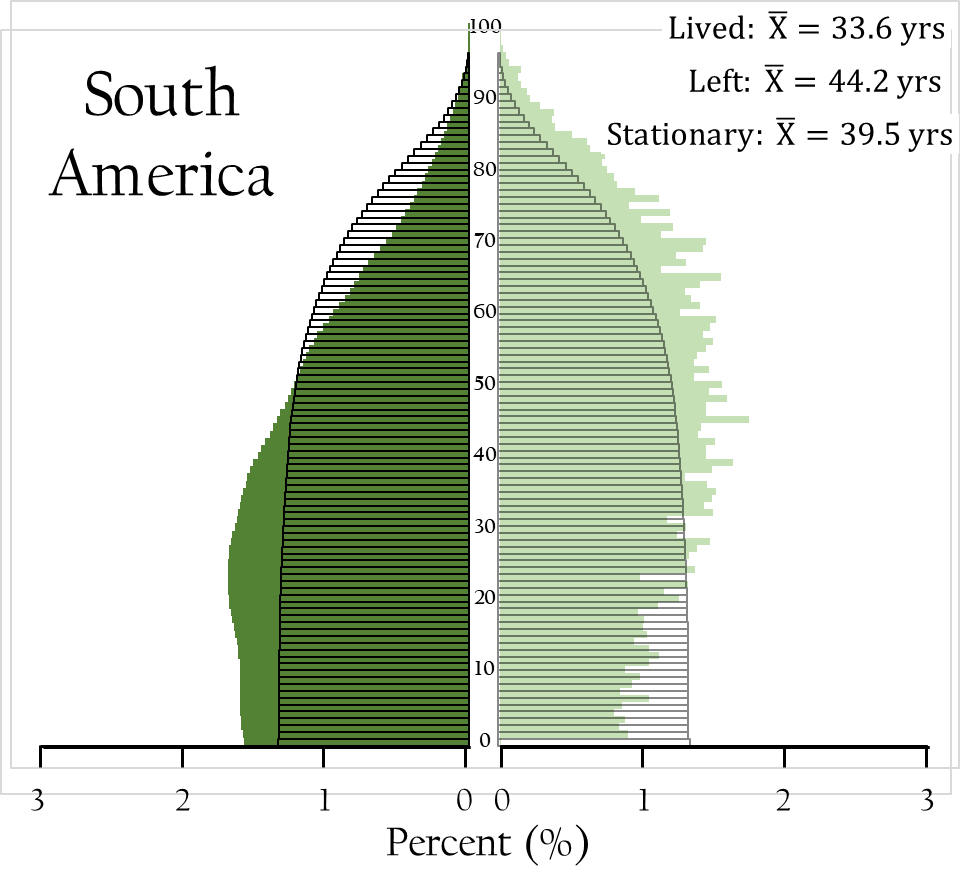 South
America
Lived: X̅ = 33.6 yrs
Left: X̅ = 44.2 yrs
Stationary: X̅ = 39.5 yrs
100
90
80
70
60
50
40
30
20
10
0
3 2 1 0 0 1 2 3
Percent (%)